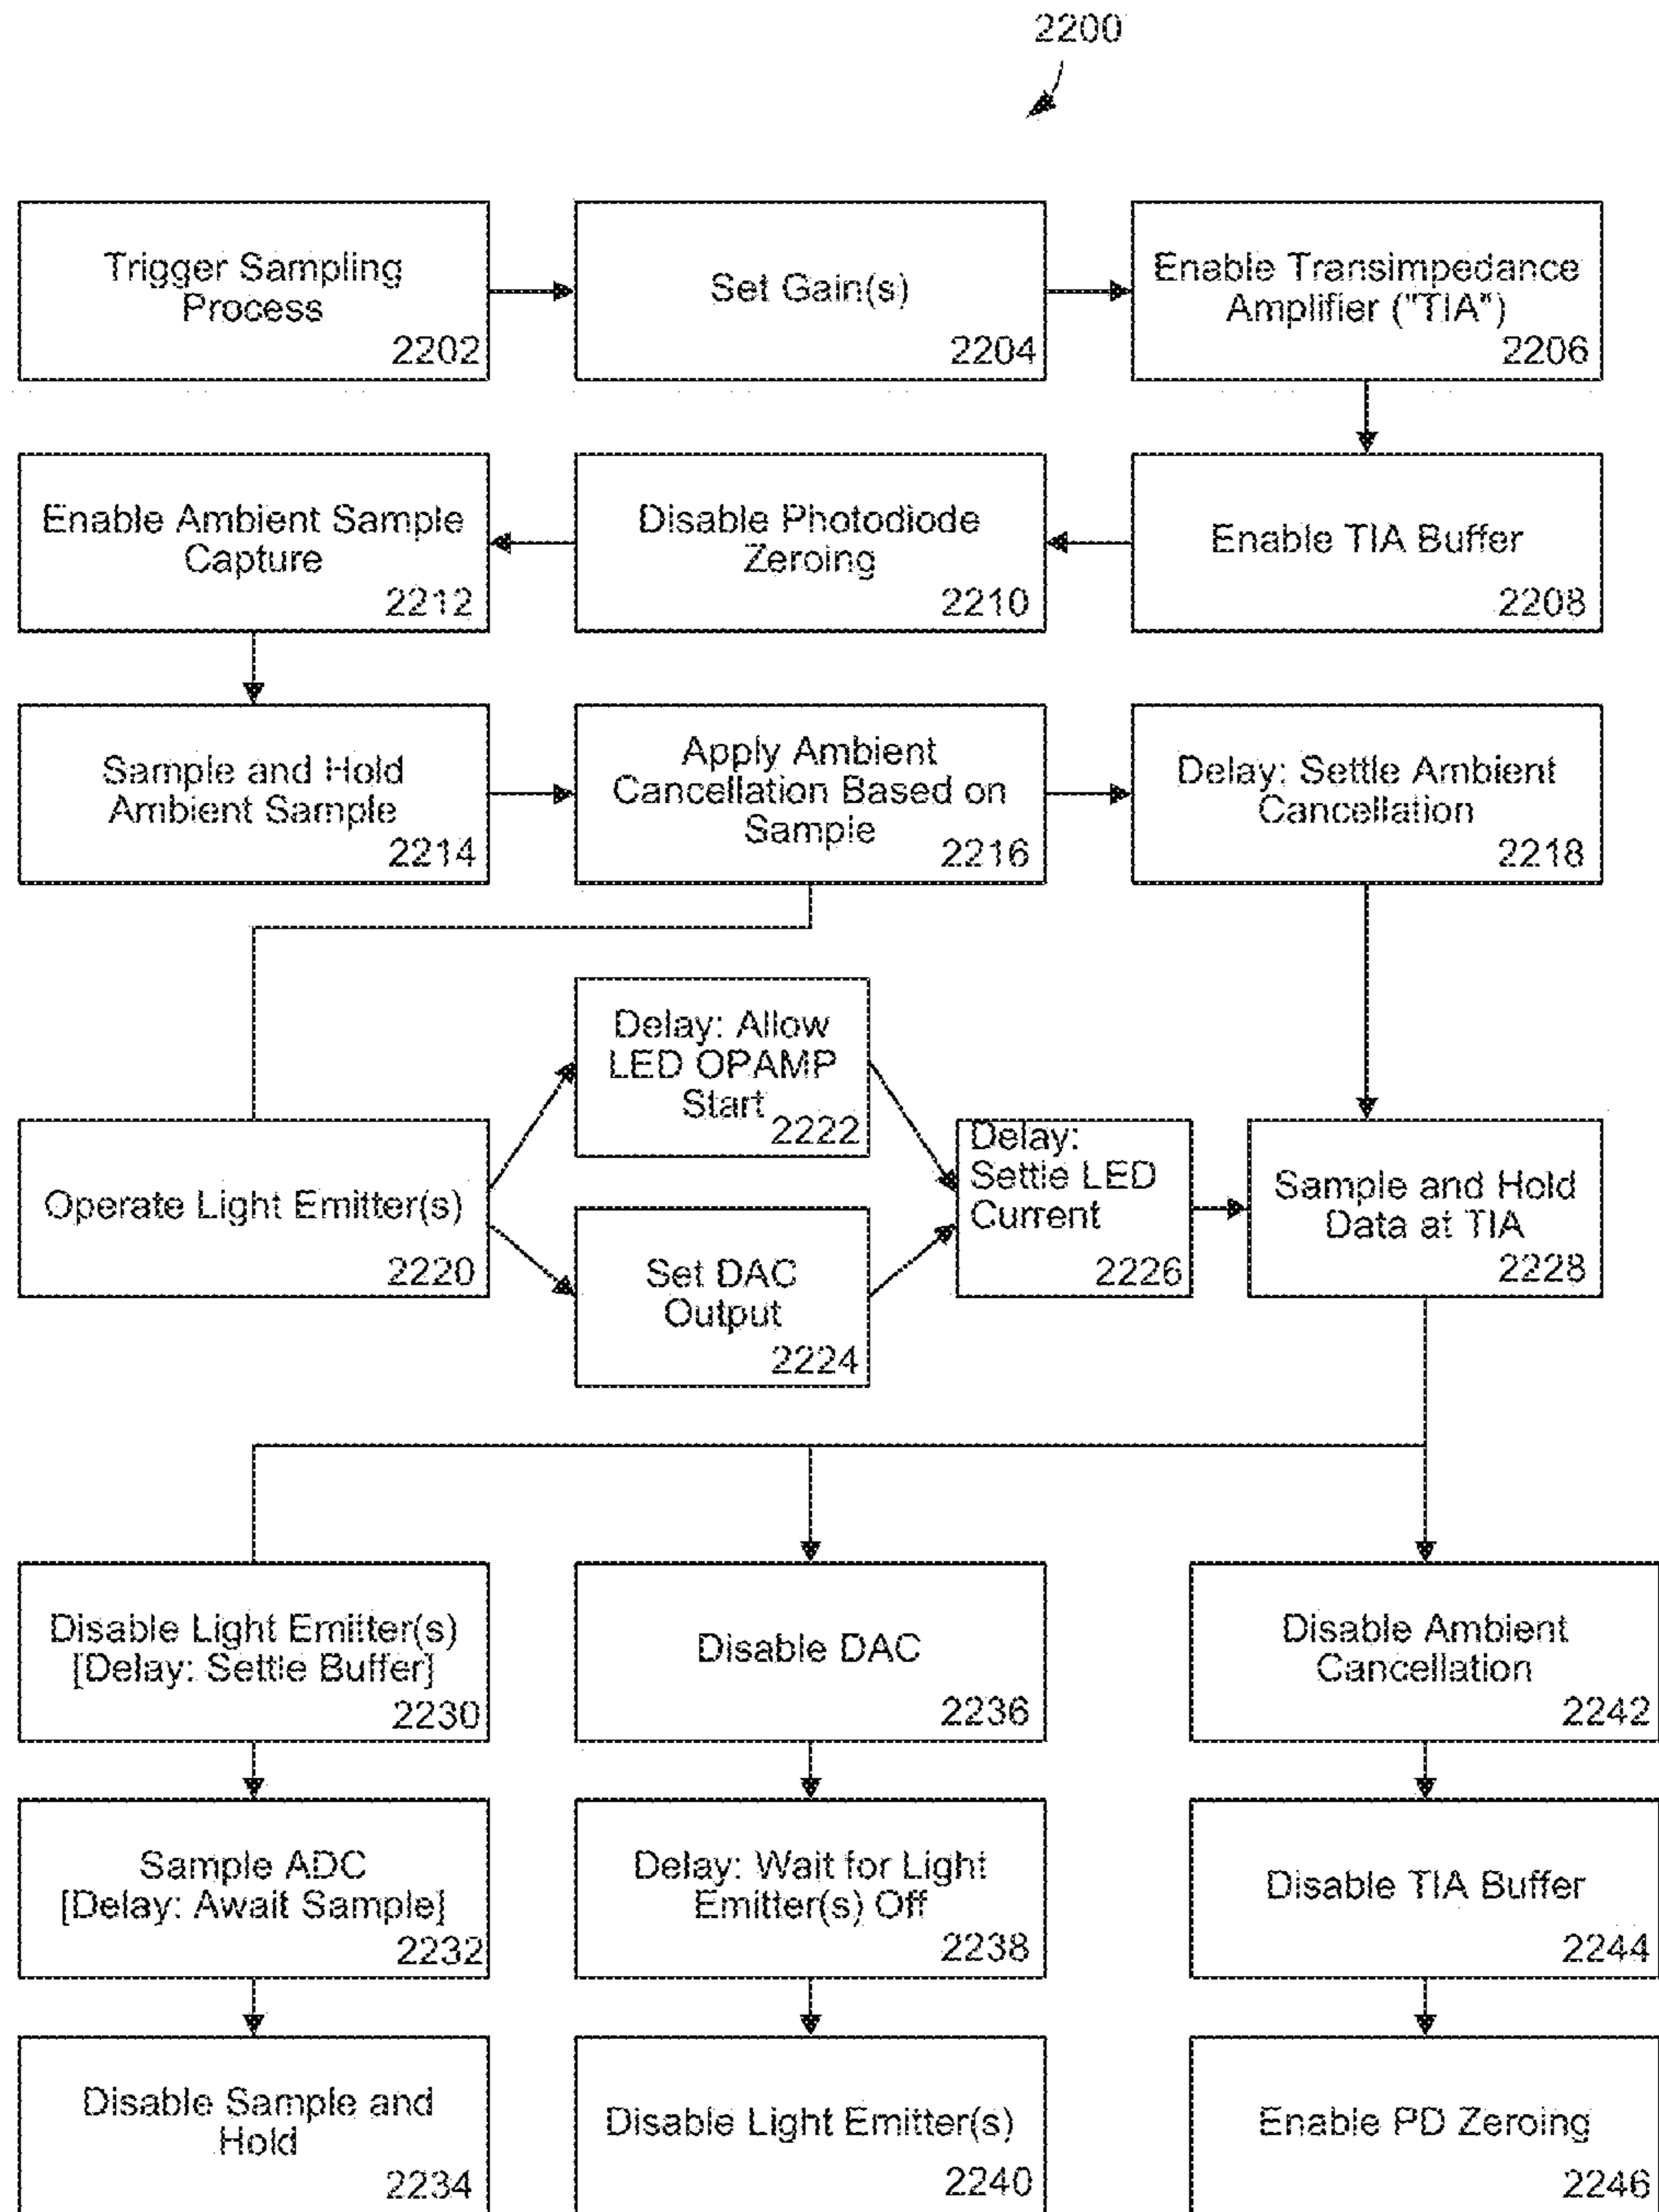 2200
Trigger Sampling
Process
2202
Set Gain(s)
2204
Enable Transimpedance
Amplifier ("TIA")
2206
Enable Ambient Sample
Capture
2212
Disable Photodiode
Zeroing
2210
Enable TIA Buffer
2208
Sample and Hold
Ambient Sample
2214
Apply Ambient
Cancellation Based on
Sample
2216
Delay: Settle Ambient
Cancellation
2218
Operate Light Emitter(s)
2220
Delay: Allow
LED OPAMP
Start
2222
Set DAC
Output
2224
Delay:
Settle LED
Current
2226
Sample and Hold
Data at TIA
2228
Disable Light Emitter(s)
[Delay: Settle Buffer]
2230
Disable DAC
2236
Disable Ambient
Cancellation
2242
Sample ADC
[Delay: Await Sample]
2232
Delay: Wait for Light
Emitter(s) Off
2238
Disable TIA Buffer
2244
Disable Sample and
Hold
2234
Disable Light Emitter(s)
2240
Enable PD Zeroing
2246